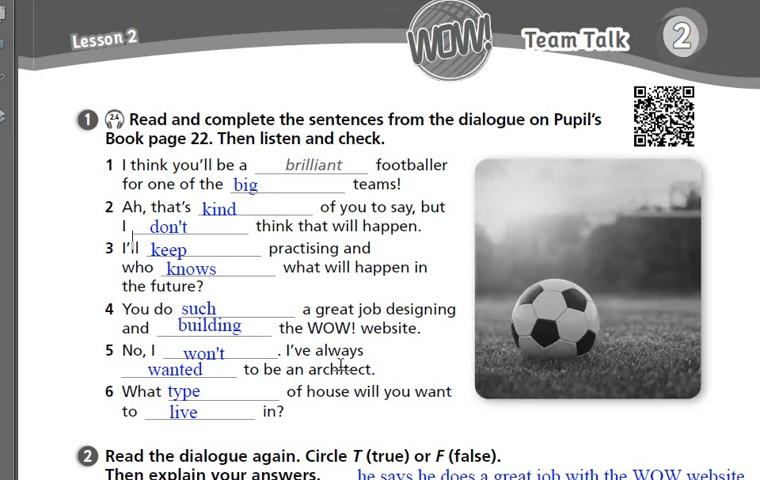 Lesson 2
WOW!
Team Talk
2
1 24 Read and complete the sentences from the dialogue on Pupil's
Book page 22. Then listen and check.
1 I think you'll be a brilliant footballer
for one of the big teams!
2 Ah, that's kind of you to say, but
I don't think that will happen.
3 I'll keep practising and
who knows what will happen in
the future?
4 You do such a great job designing
and building the WOW! website.
5 No, I won't. I've always
wanted to be an architect.
6 What type of house will you want
to live in?
2 Read the dialogue again. Circle T (true) or F (false).
Then explain your answers. he says he does a great job with the WOW website